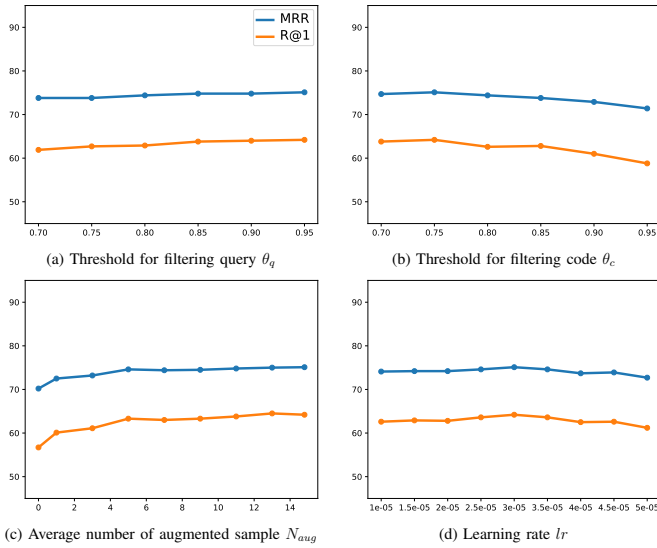 MRR
R@1
90
80
70
60
50
0.70 0.75 0.80 0.85 0.90 0.95
(a) Threshold for filtering query θq
90
80
70
60
50
0.70 0.75 0.80 0.85 0.90 0.95
(b) Threshold for filtering code θc
90
80
70
60
50
0 2 4 6 8 10 12 14
(c) Average number of augmented sample Naug
90
80
70
60
50
1e-05 1.5e-05 2e-05 2.5e-05 3e-05 3.5e-05 4e-05 4.5e-05 5e-05
(d) Learning rate lr